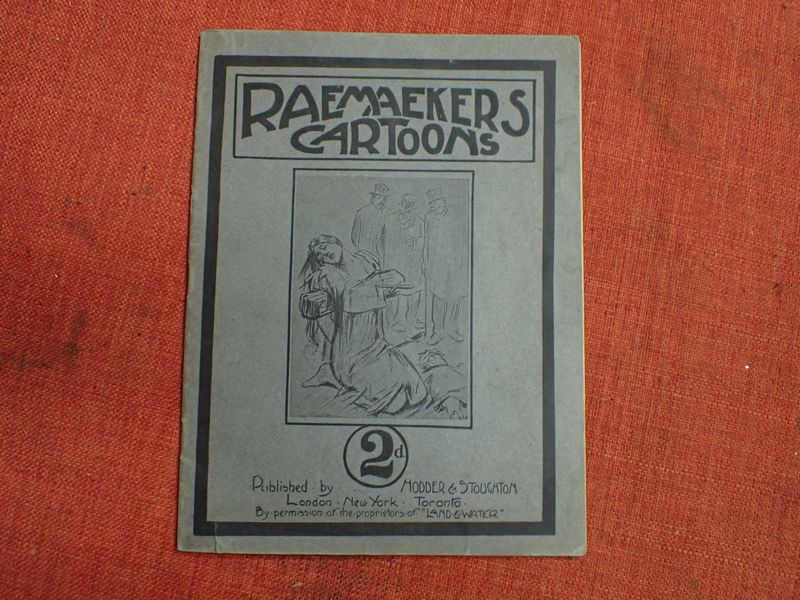 RAEMAEKERS
CARTOONS
2d.
Published by HODDER & STOUGHTON
London · New York · Toronto.
By permission of the proprietors of "LAND & WATER"